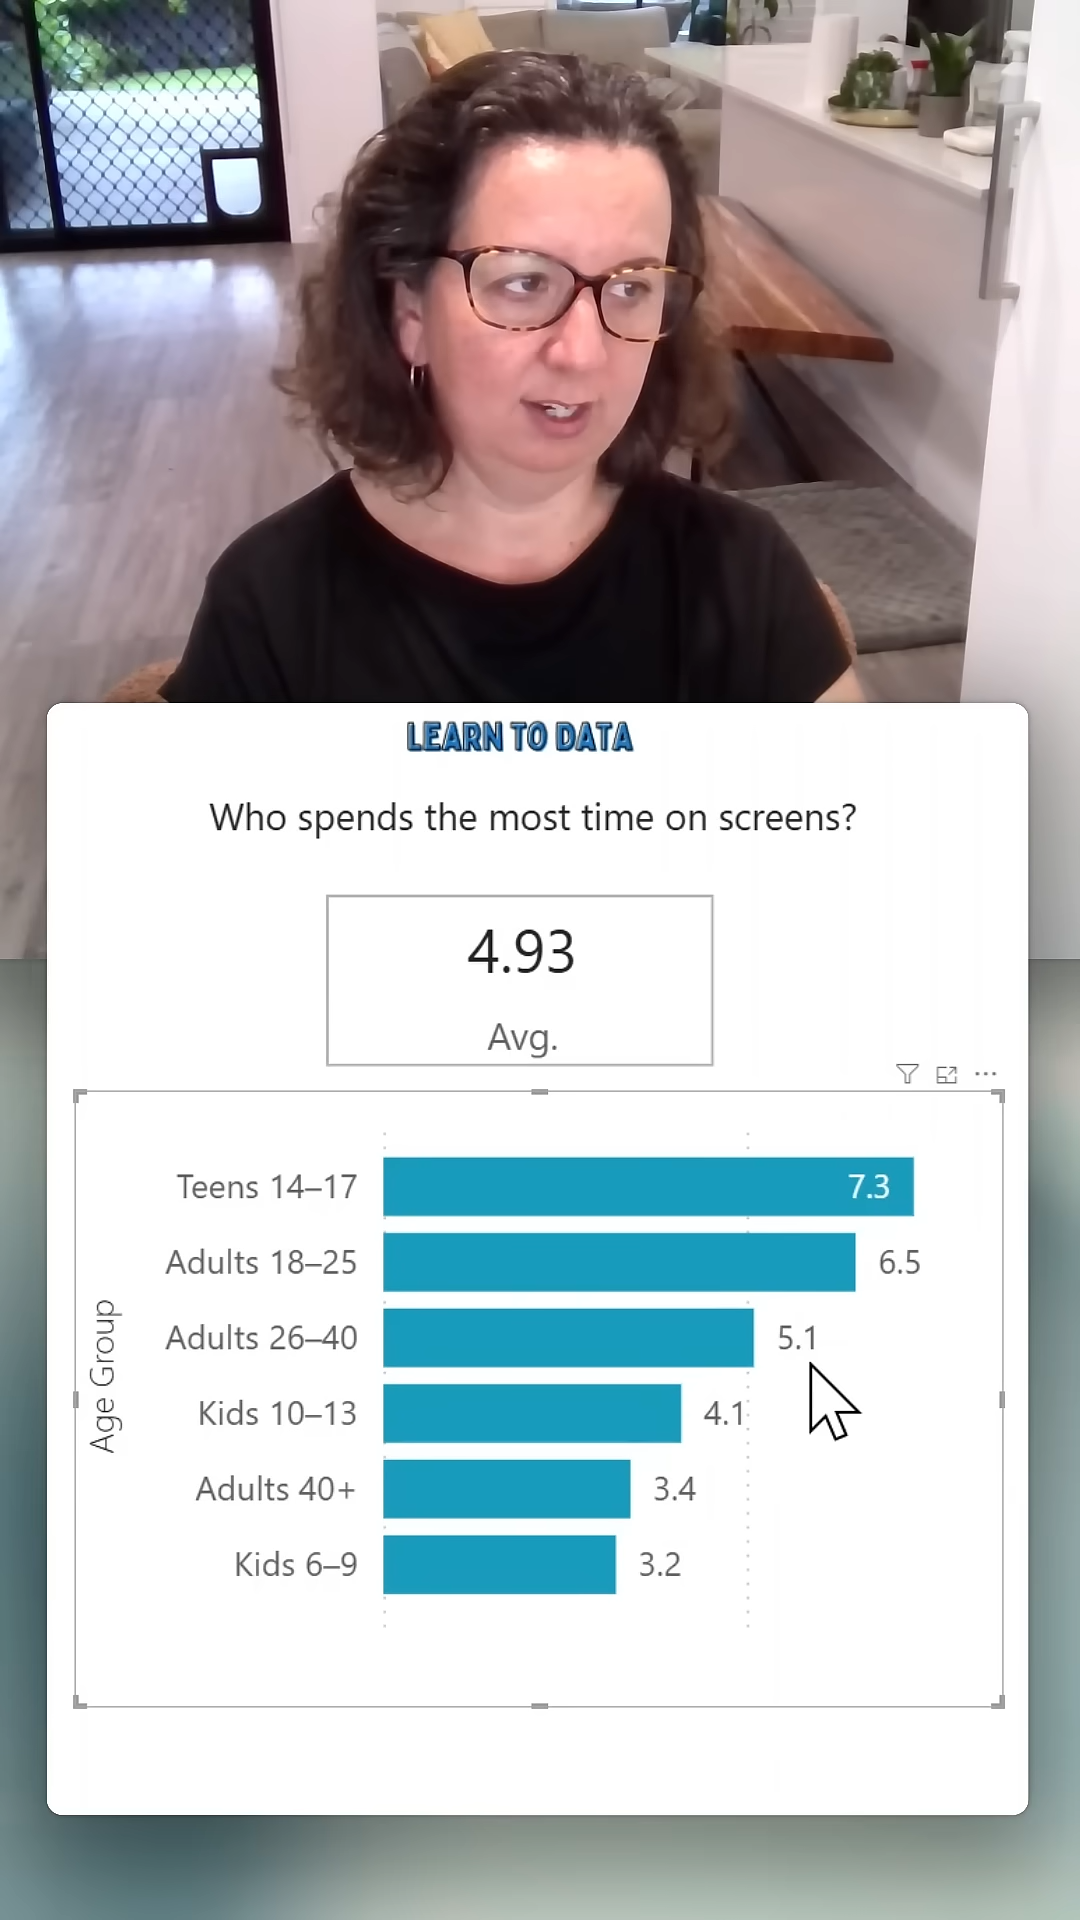 LEARN TO DATA
Who spends the most time on screens?
4.93
Avg.
Age Group
Teens 14–17 7.3
Adults 18–25 6.5
Adults 26–40 5.1
Kids 10–13 4.1
Adults 40+ 3.4
Kids 6–9 3.2